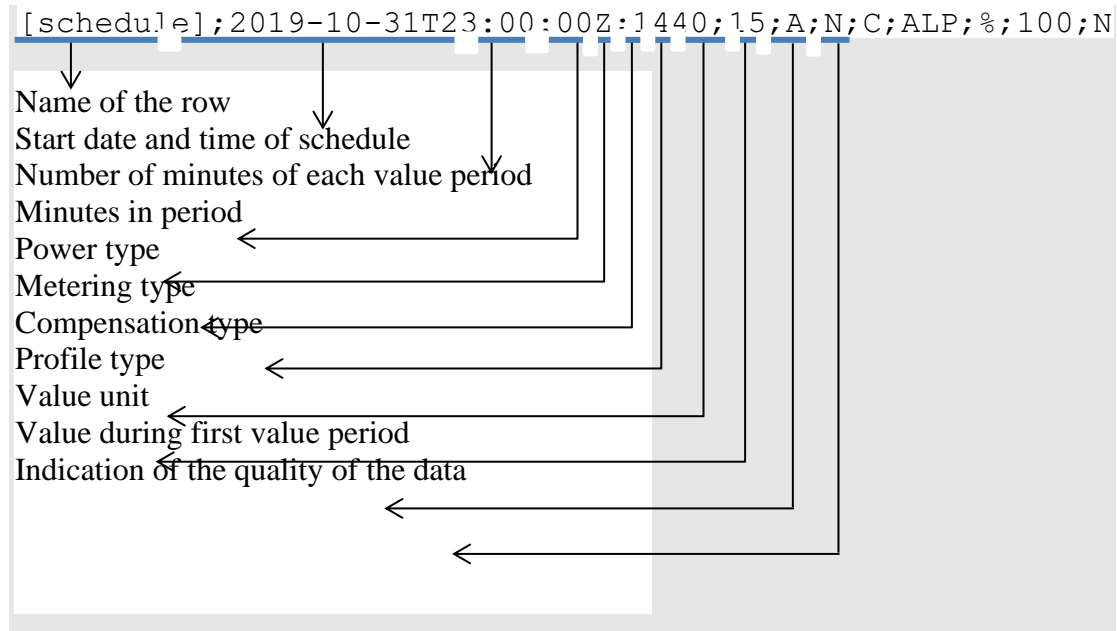 [schedule];2019-10-31T23:00:00Z;1440;15;A;N;C;ALP;%;100;N
Name of the row
Start date and time of schedule
Number of minutes of each value period
Minutes in period
Power type
Metering type
Compensation type
Profile type
Value unit
Value during first value period
Indication of the quality of the data